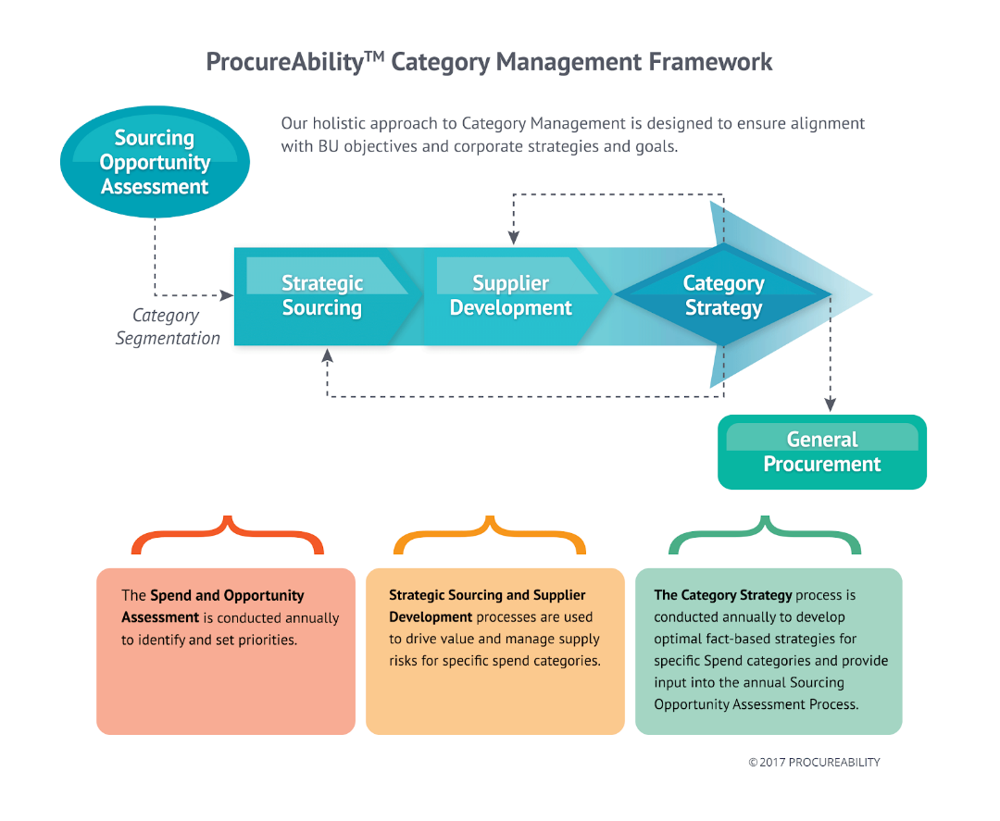 ProcureAbility™ Category Management Framework
Sourcing
Opportunity
Assessment
Our holistic approach to Category Management is designed to ensure alignment
with BU objectives and corporate strategies and goals.
Category
Segmentation
Strategic
Sourcing
Supplier
Development
Category
Strategy
General
Procurement
The Spend and Opportunity
Assessment is conducted annually
to identify and set priorities.
Strategic Sourcing and Supplier
Development processes are used
to drive value and manage supply
risks for specific spend categories.
The Category Strategy process is
conducted annually to develop
optimal fact-based strategies for
specific Spend categories and provide
input into the annual Sourcing
Opportunity Assessment Process.
© 2017 PROCUREABILITY